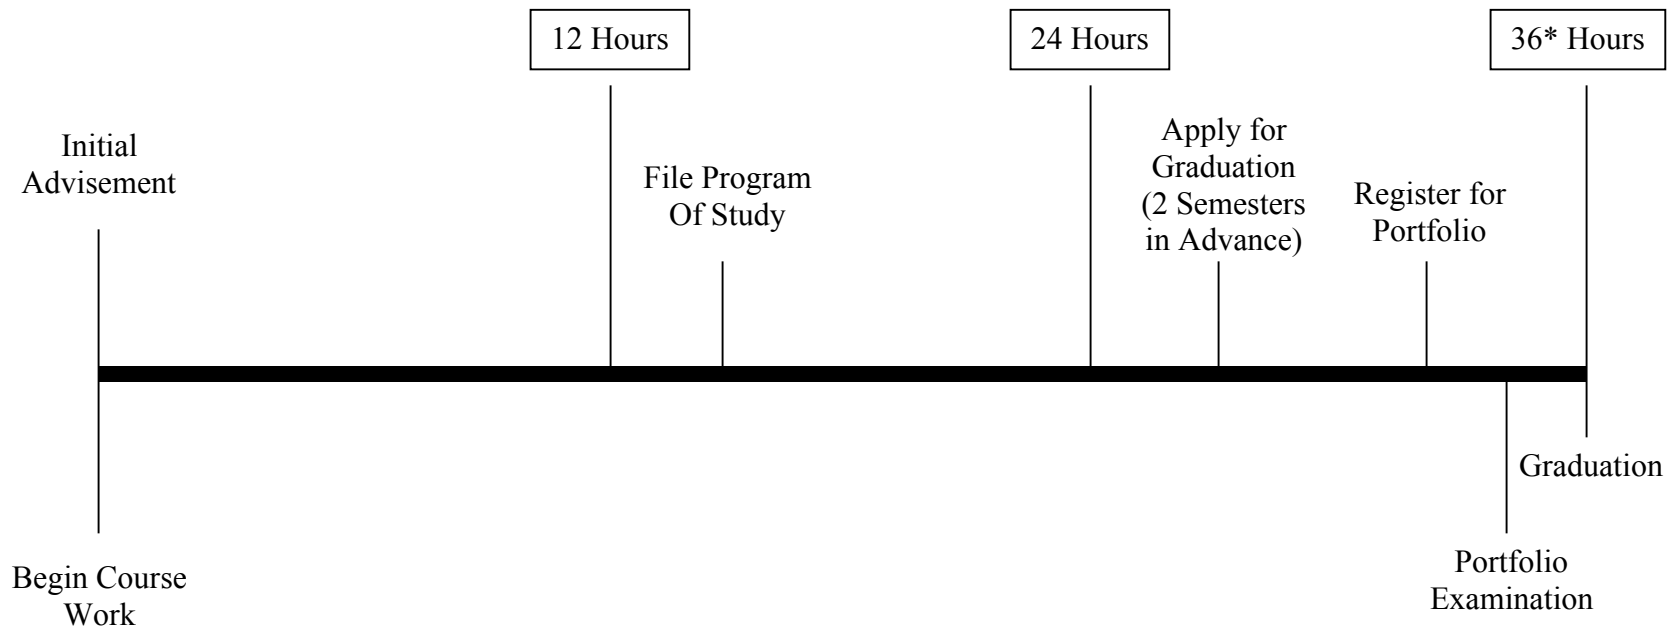 12 Hours
24 Hours
36* Hours
Initial
Advisement
File Program
Of Study
Apply for
Graduation
(2 Semesters
in Advance)
Register for
Portfolio
Graduation
Begin Course
Work
Portfolio
Examination